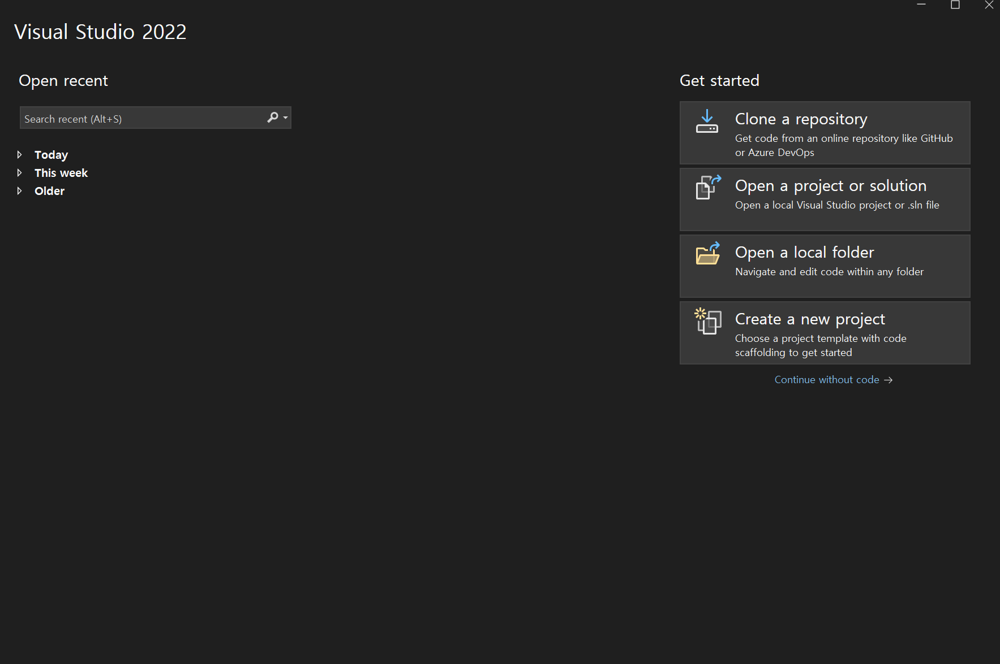 Visual Studio 2022
Open recent
Search recent (Alt+S)
Today
This week
Older
Get started
Clone a repository
Get code from an online repository like GitHub
or Azure DevOps
Open a project or solution
Open a local Visual Studio project or .sln file
Open a local folder
Navigate and edit code within any folder
Create a new project
Choose a project template with code
scaffolding to get started
Continue without code →